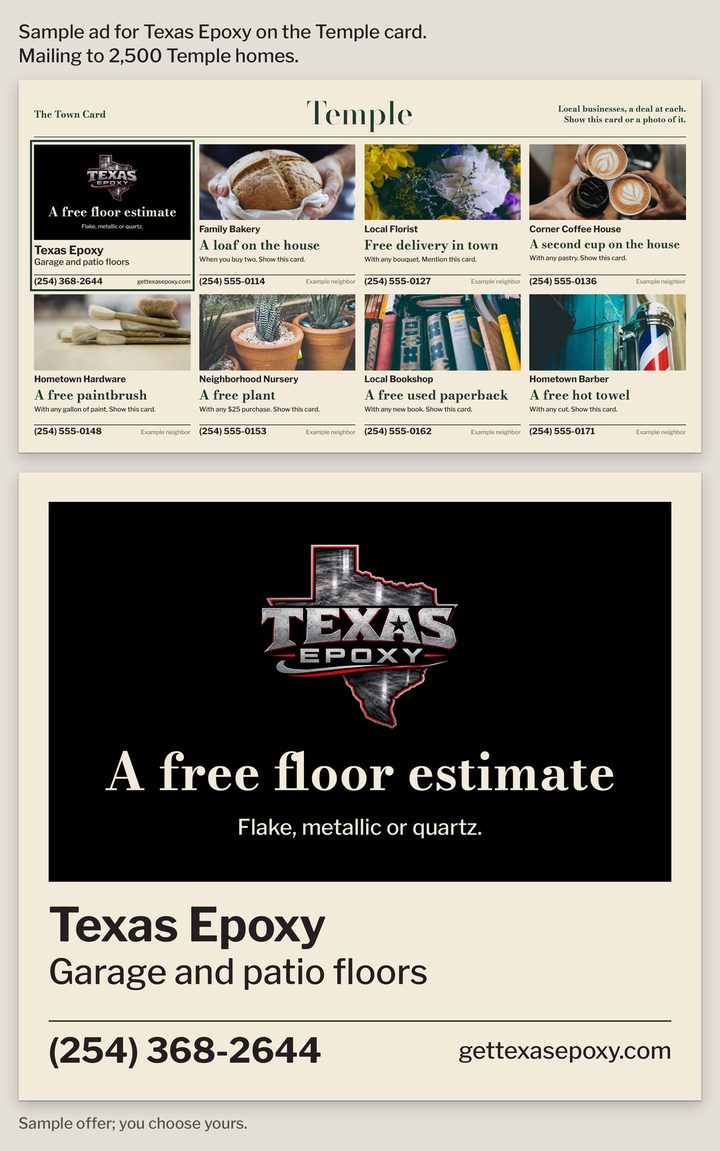 Sample ad for Texas Epoxy on the Temple card.
Mailing to 2,500 Temple homes.
The Town Card
Temple
Local businesses, a deal at each.
Show this card or a photo of it.
TEXAS
EPOXY
A free floor estimate
Flake, metallic or quartz.
Texas Epoxy
Garage and patio floors
(254) 368-2644
gettexasepoxy.com
Family Bakery
A loaf on the house
When you buy two. Show this card.
(254) 555-0114
Example neighbor
Local Florist
Free delivery in town
With any bouquet. Mention this card.
(254) 555-0127
Example neighbor
Corner Coffee House
A second cup on the house
With any pastry. Show this card.
(254) 555-0136
Example neighbor
Hometown Hardware
A free paintbrush
With any gallon of paint. Show this card.
(254) 555-0148
Example neighbor
Neighborhood Nursery
A free plant
With any $25 purchase. Show this card.
(254) 555-0153
Example neighbor
Local Bookshop
A free used paperback
With any new book. Show this card.
(254) 555-0162
Example neighbor
Hometown Barber
A free hot towel
With any cut. Show this card.
(254) 555-0171
Example neighbor
TEXAS
EPOXY
A free floor estimate
Flake, metallic or quartz.
Texas Epoxy
Garage and patio floors
(254) 368-2644
gettexasepoxy.com
Sample offer; you choose yours.